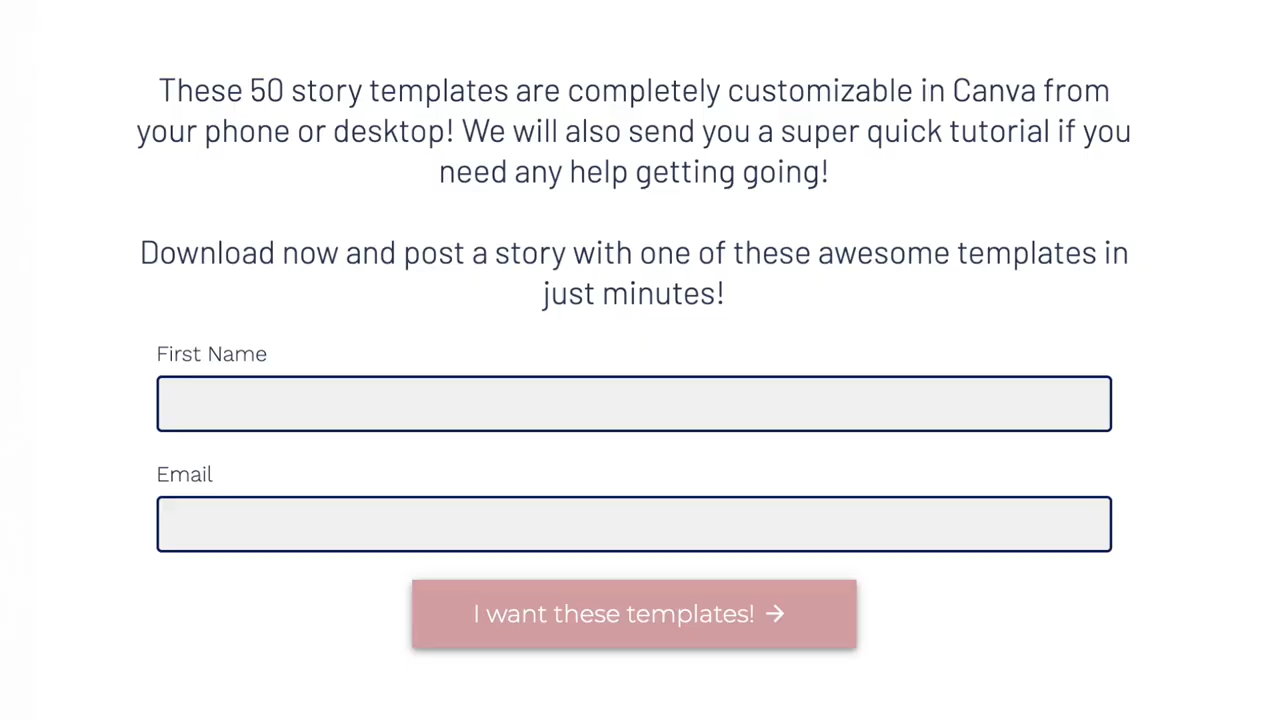 These 50 story templates are completely customizable in Canva from
your phone or desktop! We will also send you a super quick tutorial if you
need any help getting going!
Download now and post a story with one of these awesome templates in
just minutes!
First Name
Email
I want these templates! →